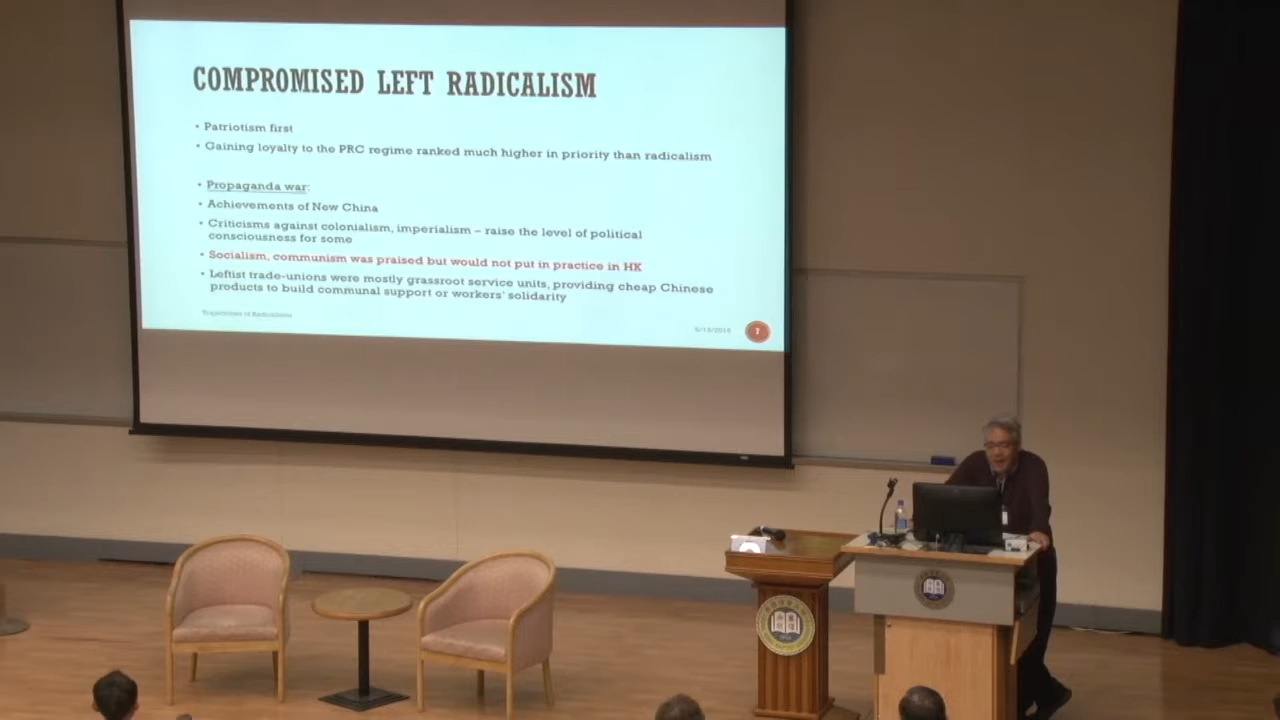 COMPROMISED LEFT RADICALISM
• Patriotism first
• Gaining loyalty to the PRC regime ranked much higher in priority than radicalism
• Propaganda war:
• Achievements of New China
• Criticisms against colonialism, imperialism – raise the level of political
consciousness for some
• Socialism, communism was praised but would not put in practice in HK
• Leftist trade-unions were mostly grassroot service units, providing cheap Chinese
products to build communal support or workers' solidarity
Trajectories of Radicalisms
7